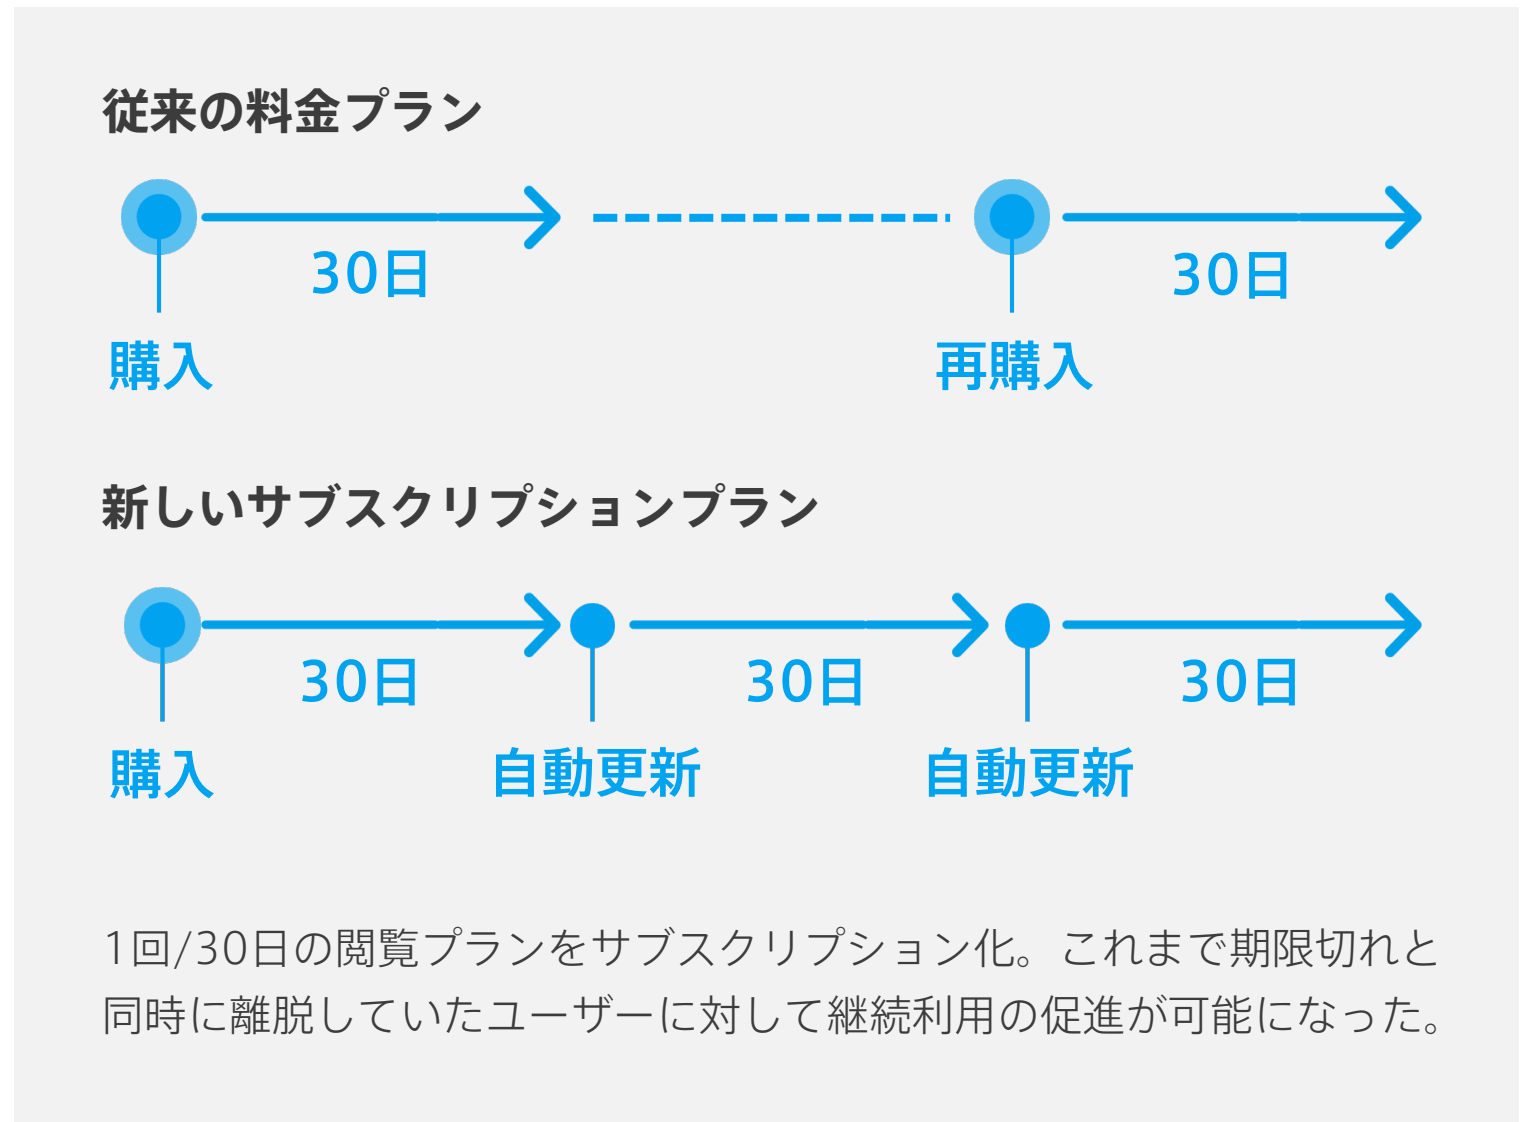 従来の料金プラン
30日
30日
購入
再購入
新しいサブスクリプションプラン
30日
30日
30日
購入
自動更新
自動更新
1回/30日の閲覧プランをサブスクリプション化。これまで期限切れと
同時に離脱していたユーザーに対して継続利用の促進が可能になった。